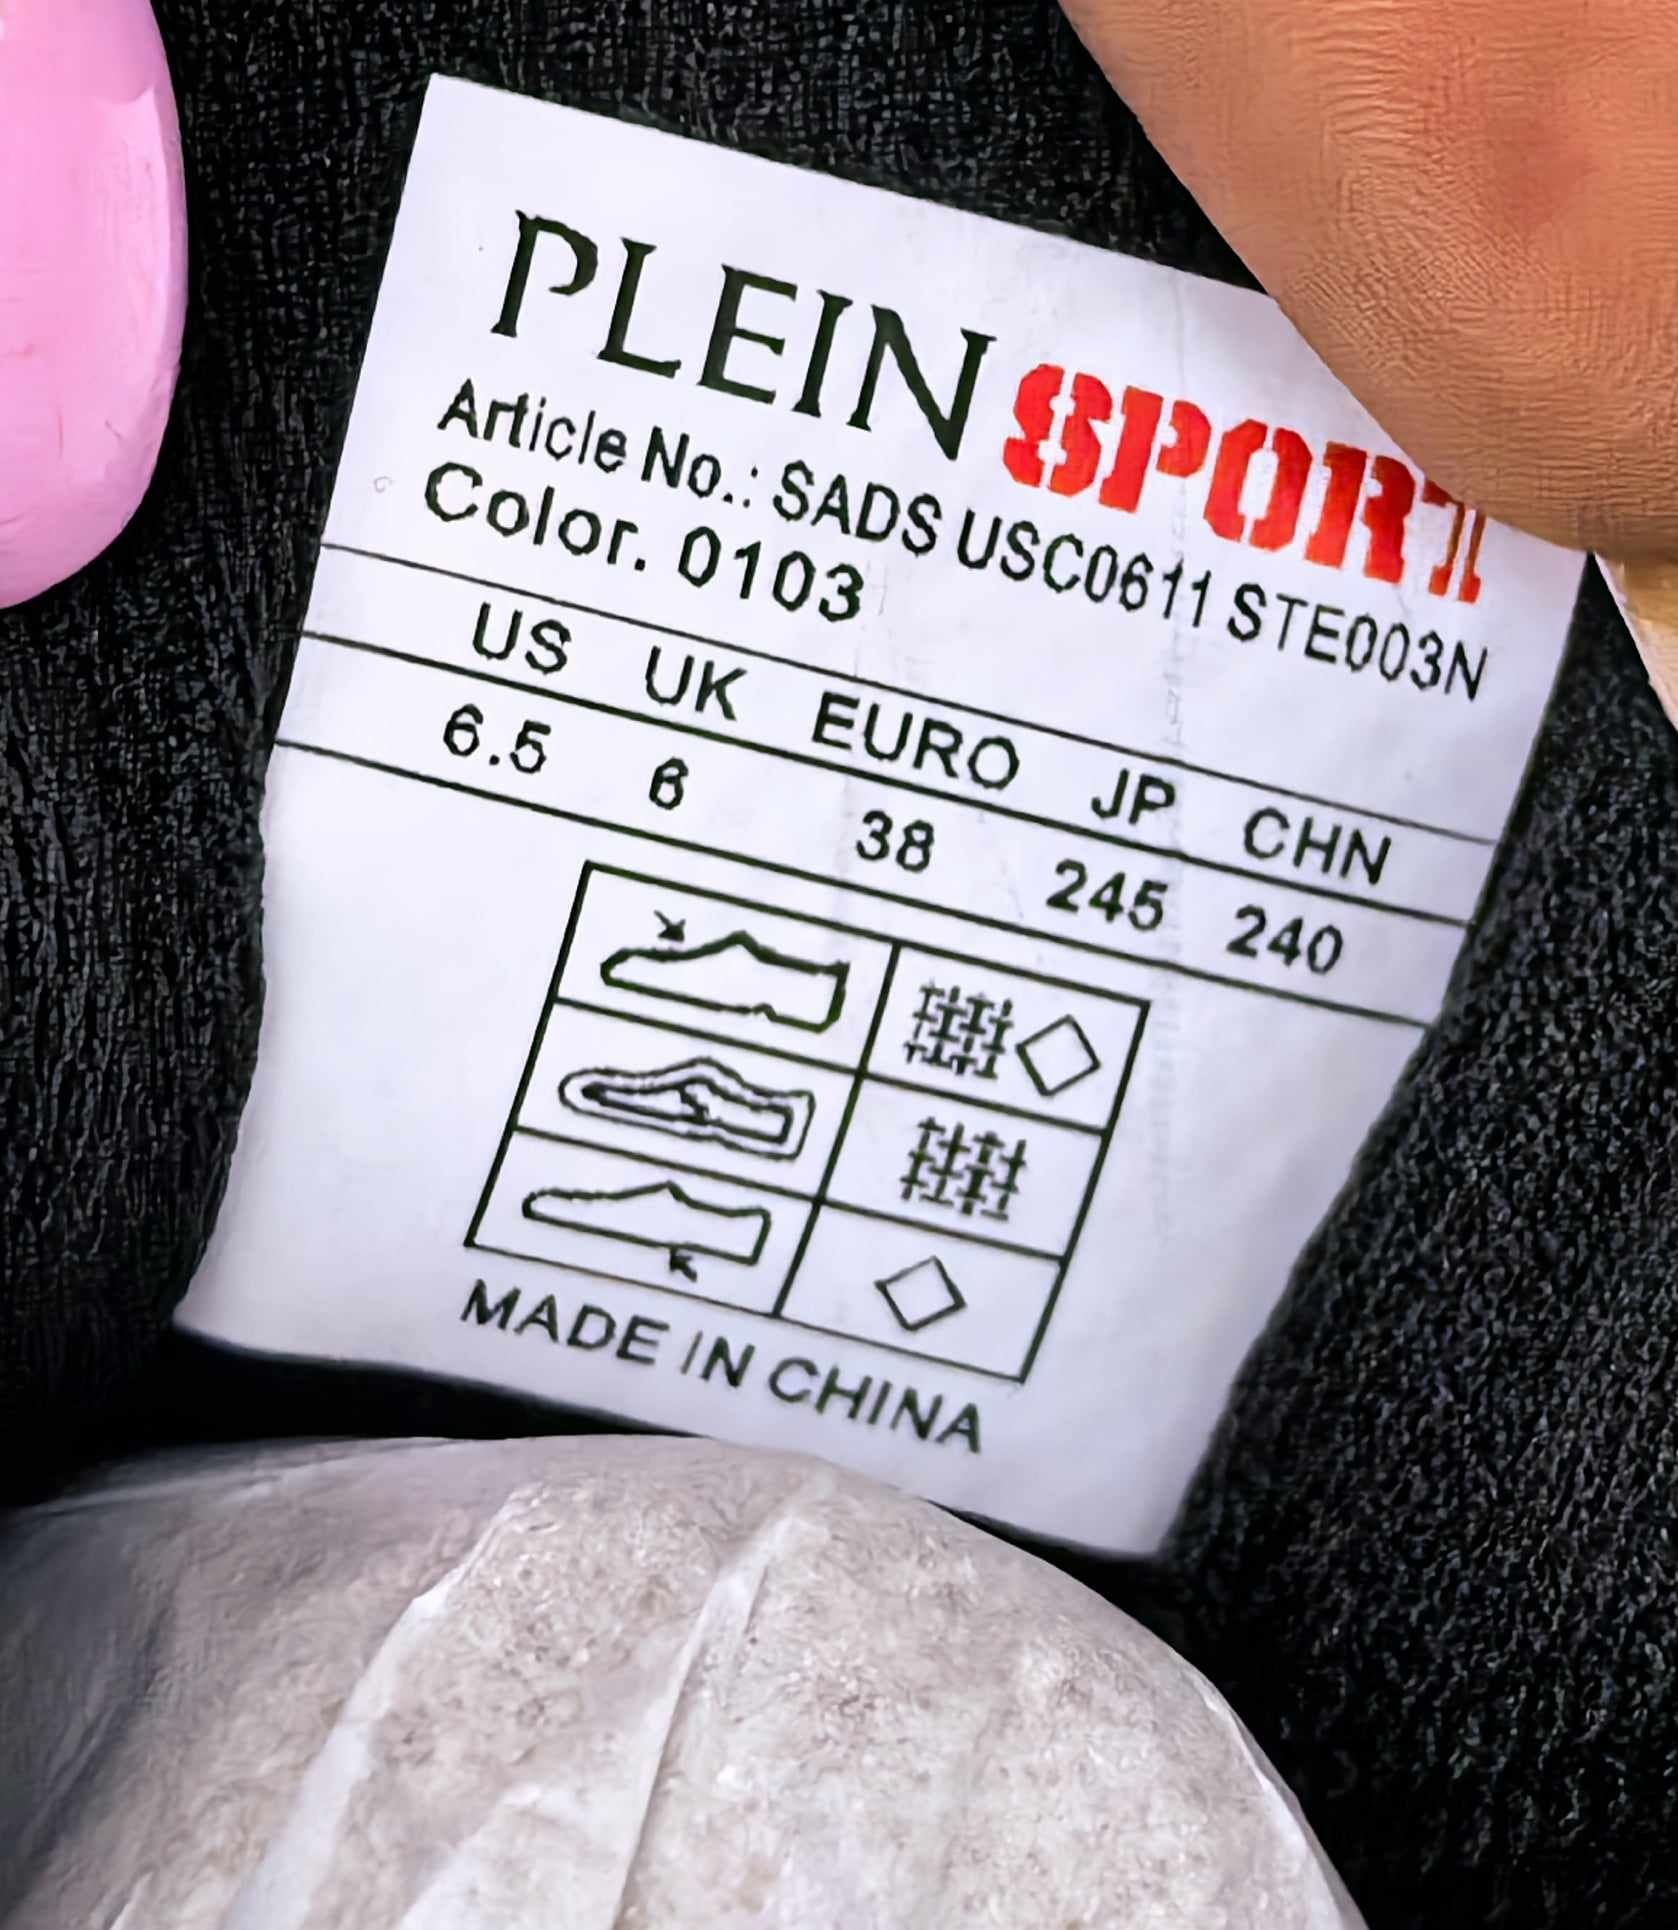 PLEIN SPORT
Article No.: SADS USC0611 STE003N
Color. 0103
US UK EURO JP CHN
6.5 6 38 245 240
MADE IN CHINA